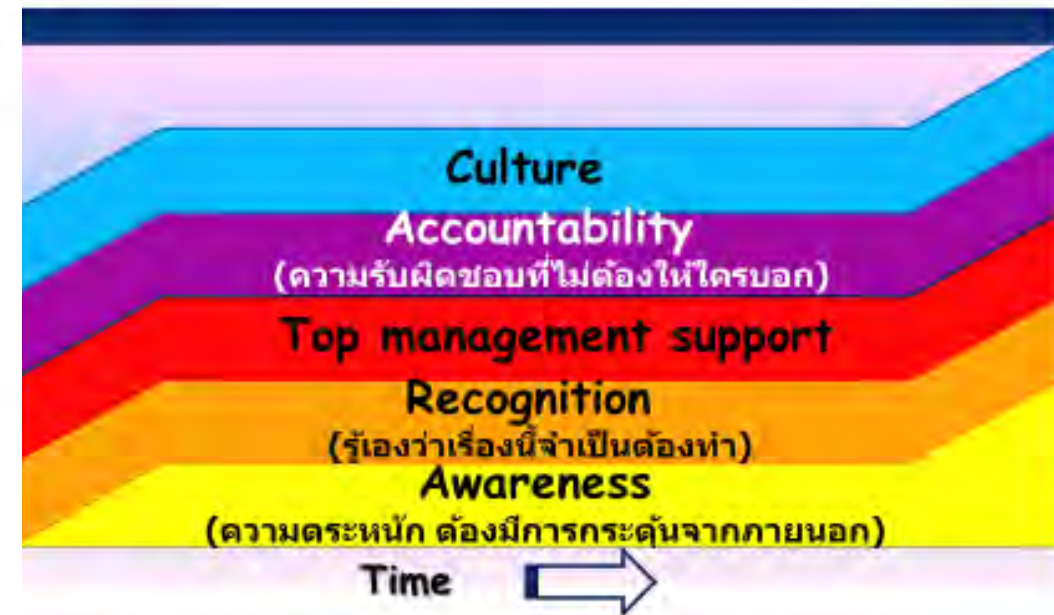 Culture
Accountability
(ความรับผิดชอบที่ไม่ต้องให้ใครบอก)
Top management support
Recognition
(รู้เองว่าเรื่องนี้จำเป็นต้องทำ)
Awareness
(ความตระหนัก ต้องมีการกระตุ้นจากภายนอก)
Time